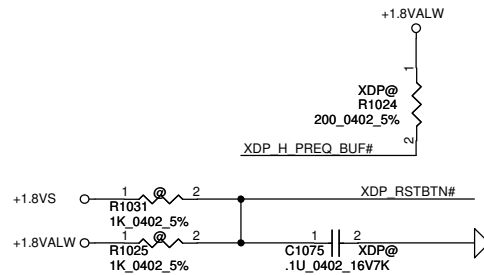 +1.8VALW
1
XDP@
R1024
200_0402_5%
2
XDP_H_PREQ_BUF#
+1.8VS 1 @ 2 XDP_RSTBTN#
R1031
1K_0402_5%
+1.8VALW 1 @ 2 1 2
R1025 C1075 XDP@
1K_0402_5% .1U_0402_16V7K